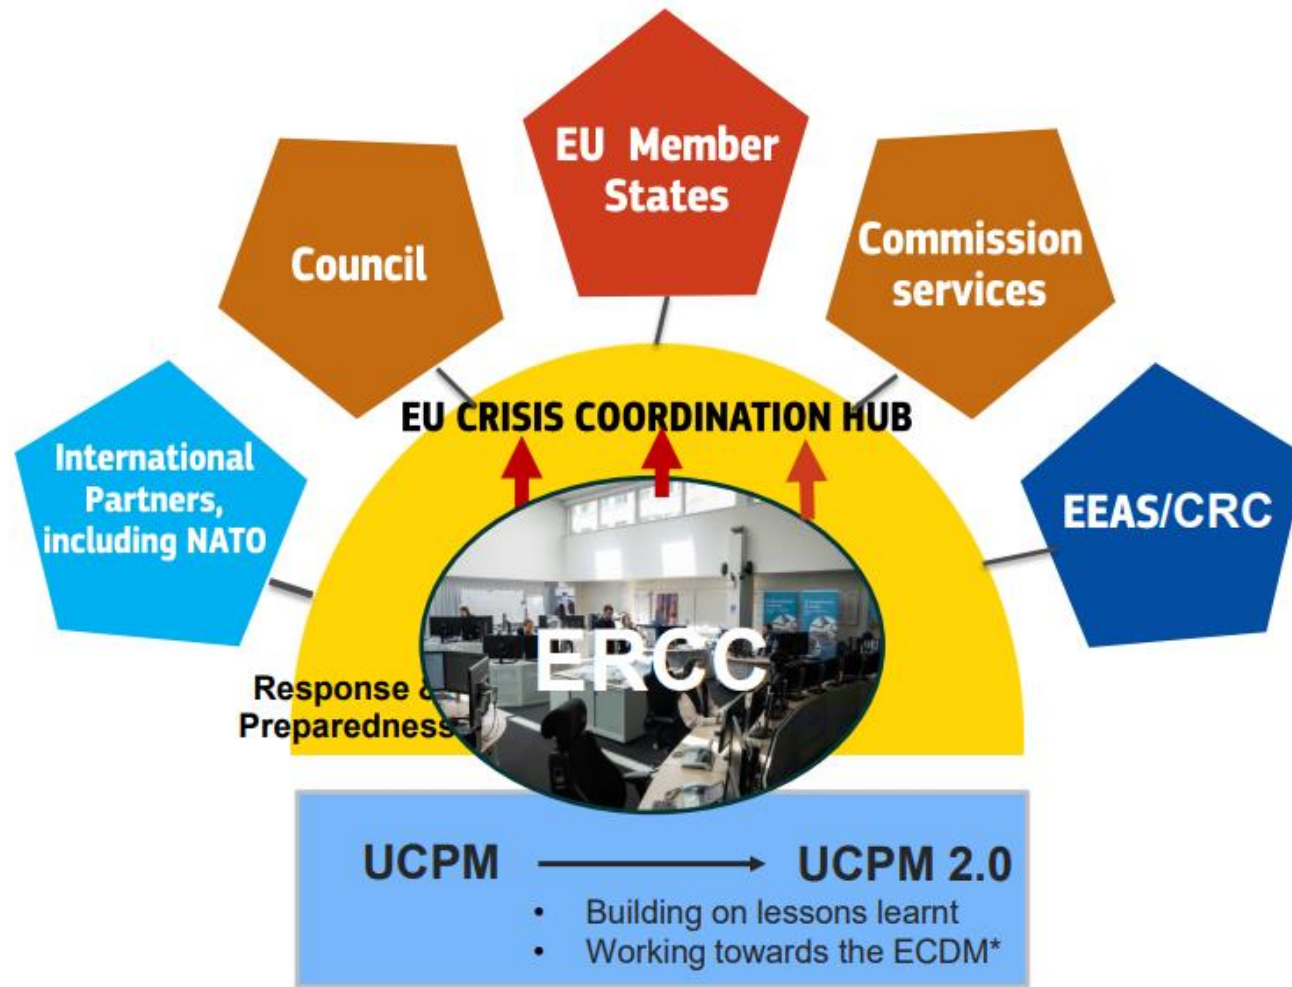 EU Member
States
Council
Commission
services
International
Partners,
including NATO
EEAS/CRC
EU CRISIS COORDINATION HUB
ERCC
Response &
Preparedness
UCPM
UCPM 2.0
• Building on lessons learnt
• Working towards the ECDM*